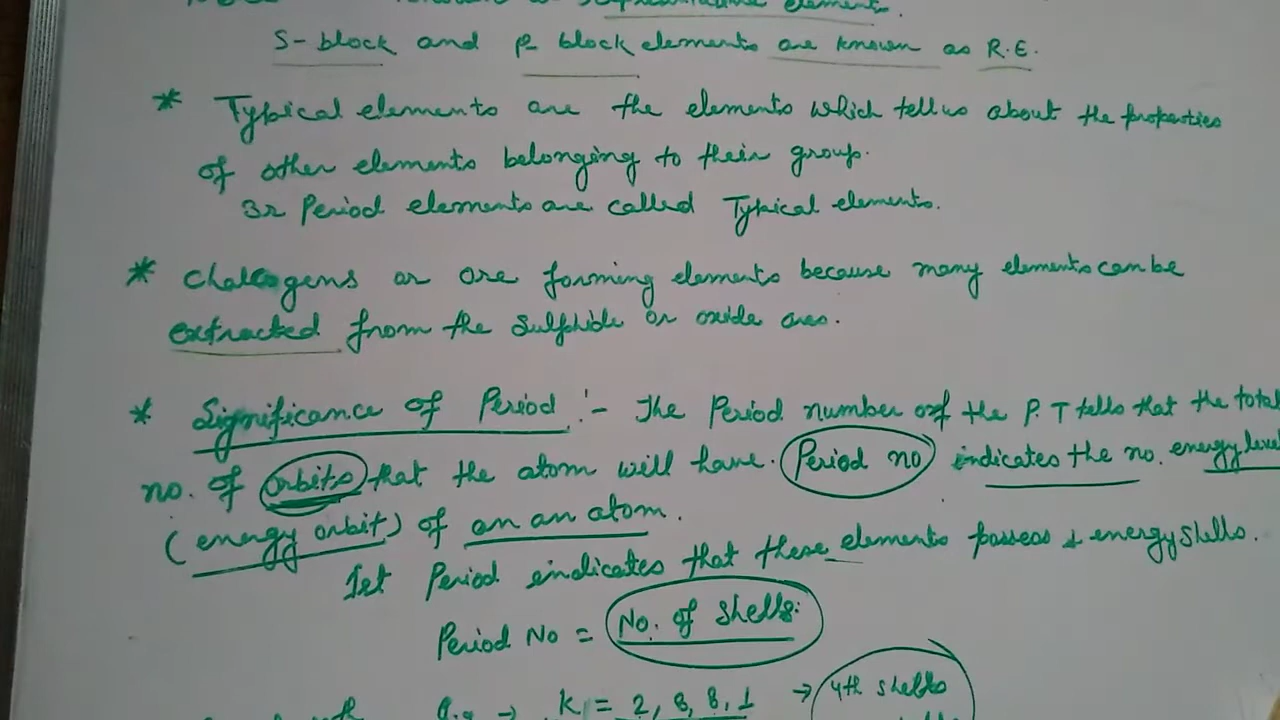 elements.
S-block and p block elements are known as R.E.
* Typical elements are the elements which tell us about the properties
of other elements belonging to their group.
3r Period elements are called Typical elements.
* Chalcogens or ore forming elements because many elements can be
extracted from the sulphide or oxide ores.
* Significance of Period :- The Period number of the P.T tells that the total
no. of orbits that the atom will have. Period no indicates the no. energy level
(energy orbit) of an an atom.
1st Period indicates that these elements possess 1 energy shells.
Period No = No. of shells.
e.g → K = 2, 8, 8, 1 → 4th shells